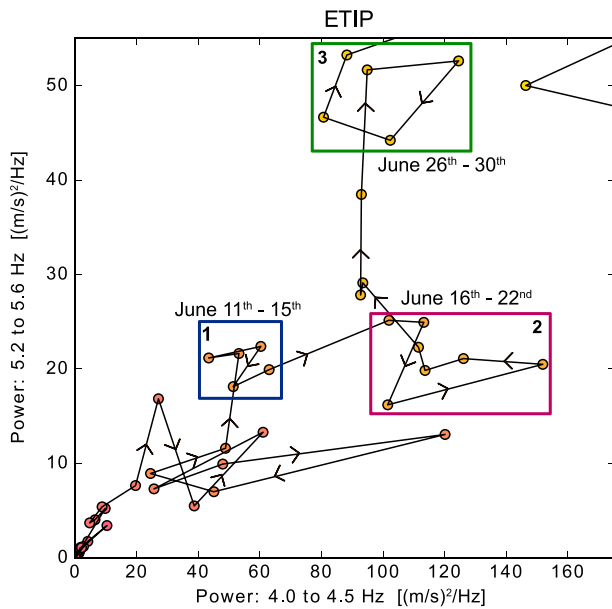 ETIP
50
40
30
20
10
0
Power: 5.2 to 5.6 Hz [(m/s)²/Hz]
3
June 26th - 30th
June 11th - 15th
1
June 16th - 22nd
2
0 20 40 60 80 100 120 140 160
Power: 4.0 to 4.5 Hz [(m/s)²/Hz]